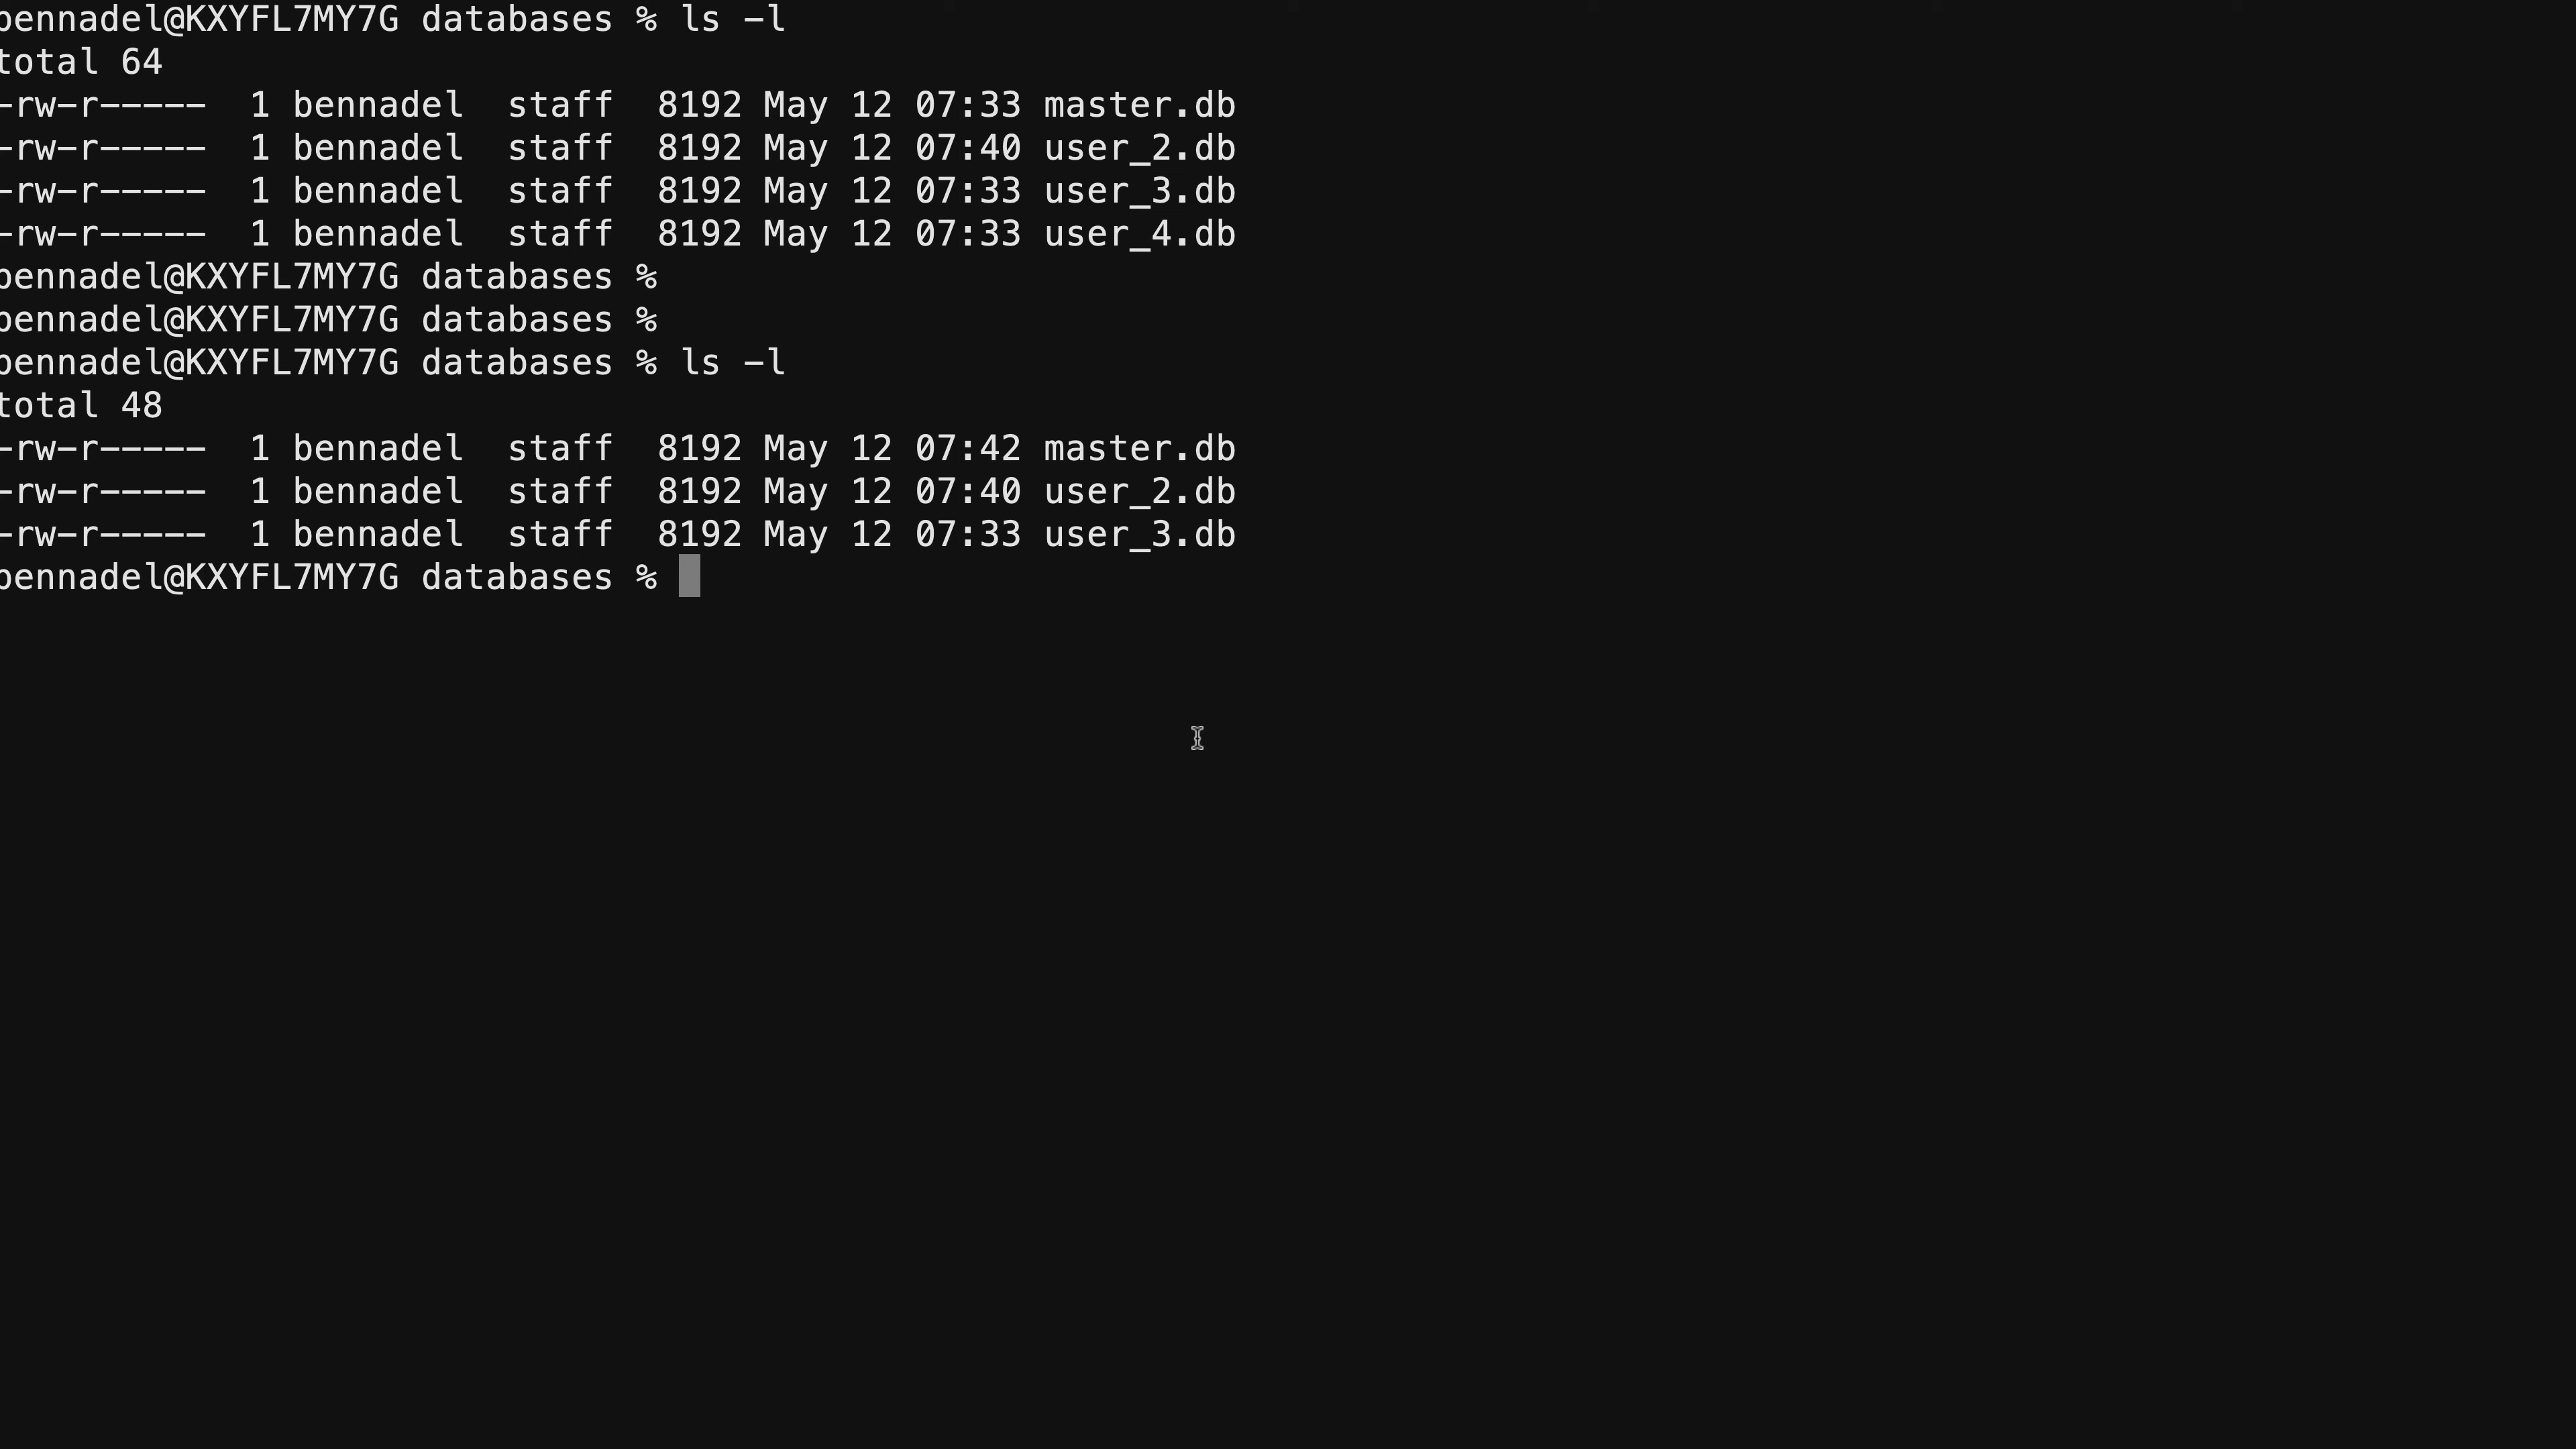 bennadel@KXYFL7MY7G databases % ls -l
total 64
-rw-r-----  1 bennadel  staff  8192 May 12 07:33 master.db
-rw-r-----  1 bennadel  staff  8192 May 12 07:40 user_2.db
-rw-r-----  1 bennadel  staff  8192 May 12 07:33 user_3.db
-rw-r-----  1 bennadel  staff  8192 May 12 07:33 user_4.db
bennadel@KXYFL7MY7G databases %
bennadel@KXYFL7MY7G databases %
bennadel@KXYFL7MY7G databases % ls -l
total 48
-rw-r-----  1 bennadel  staff  8192 May 12 07:42 master.db
-rw-r-----  1 bennadel  staff  8192 May 12 07:40 user_2.db
-rw-r-----  1 bennadel  staff  8192 May 12 07:33 user_3.db
bennadel@KXYFL7MY7G databases %